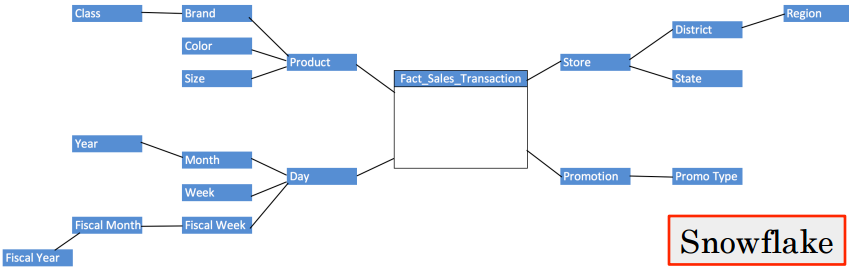 Class
Brand
Color
Size
Product
Fact_Sales_Transaction
Store
District
Region
State
Year
Month
Week
Day
Fiscal Month
Fiscal Week
Fiscal Year
Promotion
Promo Type
Snowflake